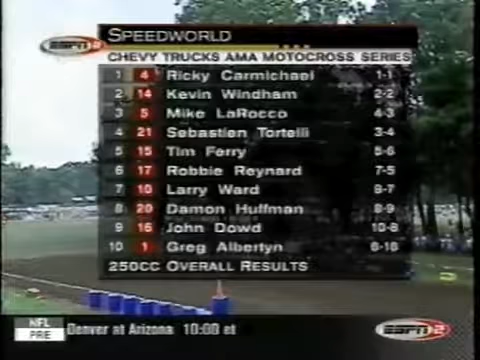 SPEEDWORLD
ESPN2
CHEVY TRUCKS AMA MOTOCROSS SERIES
1 4 Ricky Carmichael 1-1
2 14 Kevin Windham 2-2
3 5 Mike LaRocco 4-3
4 21 Sebastien Tortelli 3-4
5 15 Tim Ferry 5-6
6 17 Robbie Reynard 7-5
7 10 Larry Ward 9-7
8 20 Damon Huffman 8-9
9 16 John Dowd 10-8
10 1 Greg Albertyn 6-16
250CC OVERALL RESULTS
NFL
PRE
Denver at Arizona 10:00 et
ESPN2